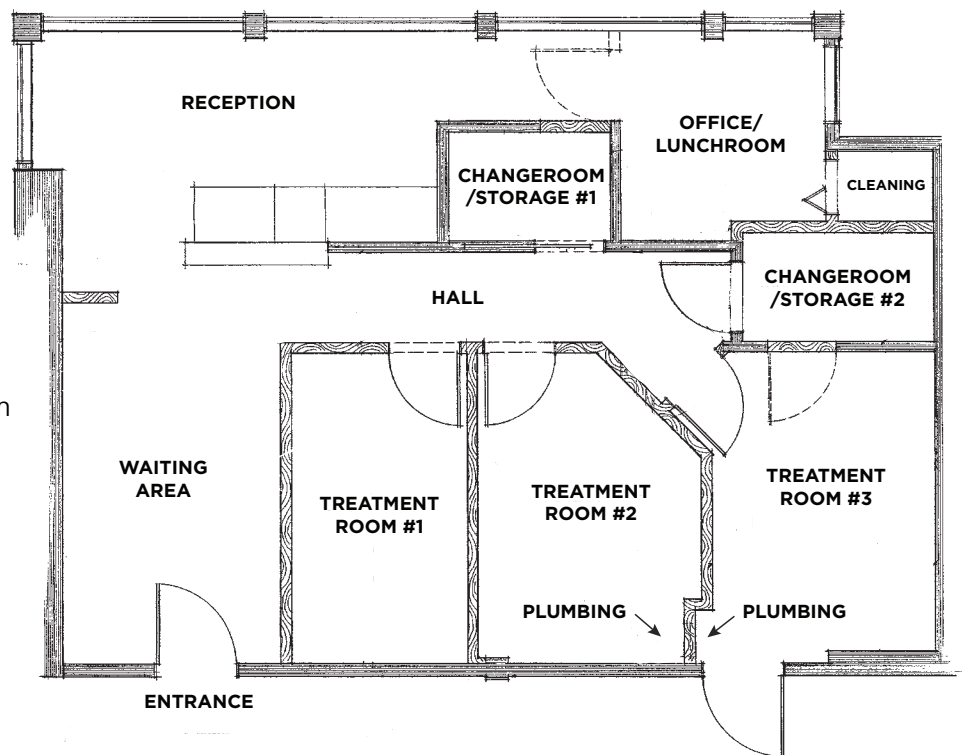 RECEPTION
OFFICE/
LUNCHROOM
CHANGEROOM
/STORAGE #1
CLEANING
CHANGEROOM
/STORAGE #2
HALL
n
WAITING
AREA
TREATMENT
ROOM #1
TREATMENT
ROOM #2
TREATMENT
ROOM #3
PLUMBING
PLUMBING
ENTRANCE